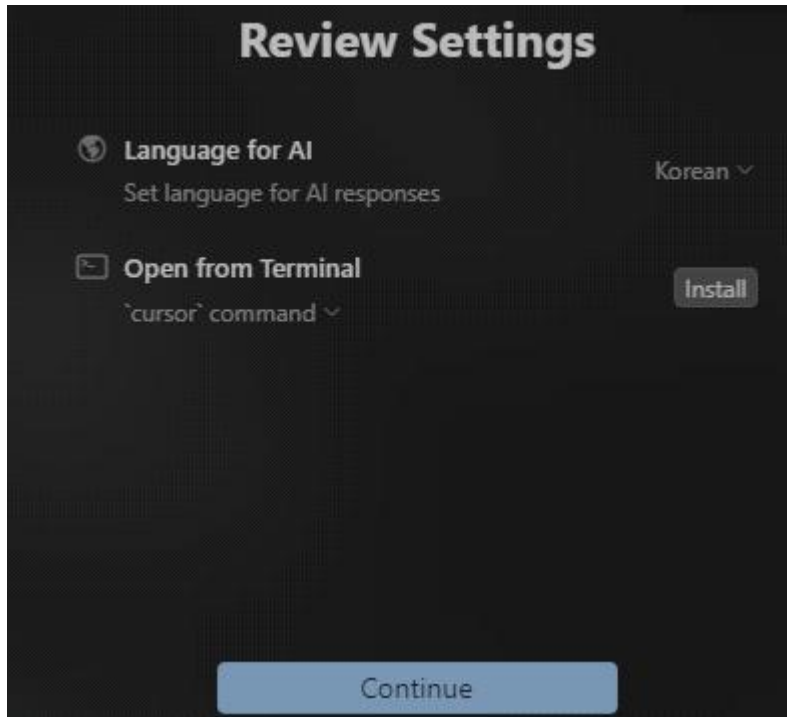 Review Settings
Language for AI
Set language for AI responses
Korean
Open from Terminal
`cursor` command
Install
Continue